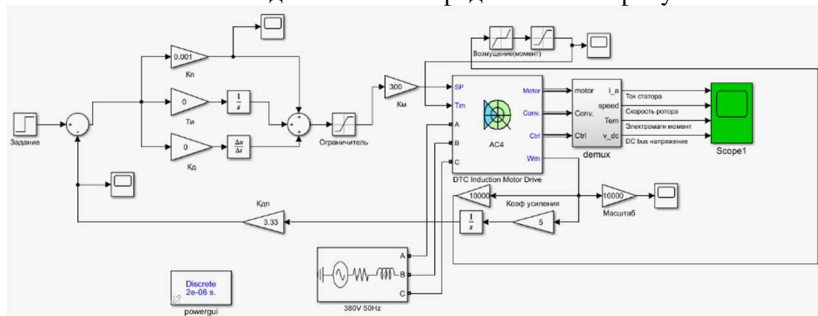 0.001
Кп
Возмущение(момент)
Задание
0
Ти
1
s
Ограничитель
300
Км
SP
Tm
A
B
C
Motor
Conv.
Ctrl
Wm
AC4
DTC Induction Motor Drive
motor
Conv.
Ctrl
i_a
speed
Tem
v_dc
demux
Ток статора
Скорость ротора
Электромагн момент
DC bus напряжение
Scope1
0
Кд
Δu
Δt
10000
Коэф усиления
10000
Масштаб
Кдп
3.33
1
s
5
A
B
C
380V 50Hz
Discrete
2e-06 s.
powergui